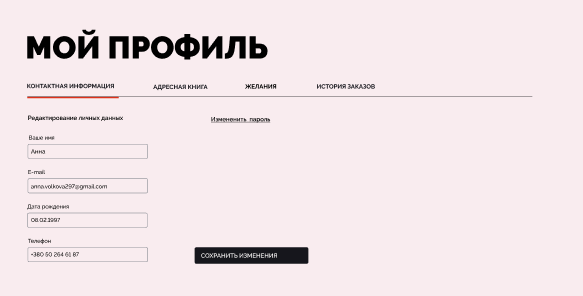 МОЙ ПРОФИЛЬ
КОНТАКТНАЯ ИНФОРМАЦИЯ АДРЕСНАЯ КНИГА ЖЕЛАНИЯ ИСТОРИЯ ЗАКАЗОВ
Редактирование личных данных Измененить пароль
Ваше имя
Анна
E-mail
anna.volkova297@gmail.com
Дата рождения
08.02.1997
Телефон
+380 50 264 61 87 СОХРАНИТЬ ИЗМЕНЕНИЯ